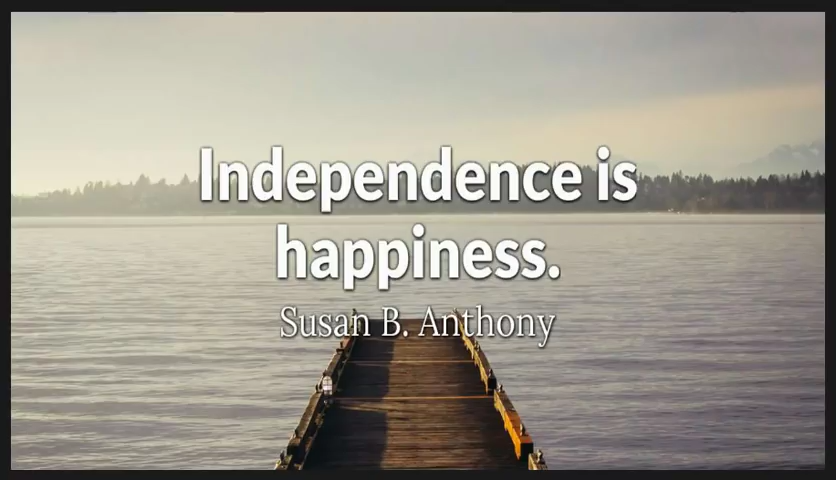 Independence is
happiness.
Susan B. Anthony